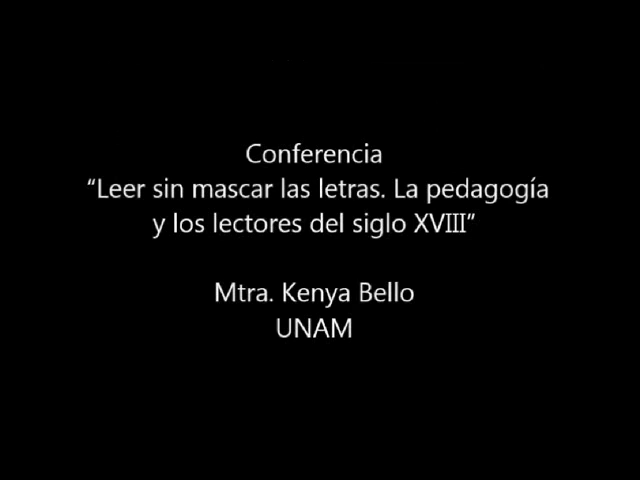 Conferencia
“Leer sin mascar las letras. La pedagogía
y los lectores del siglo XVIII”
Mtra. Kenya Bello
UNAM